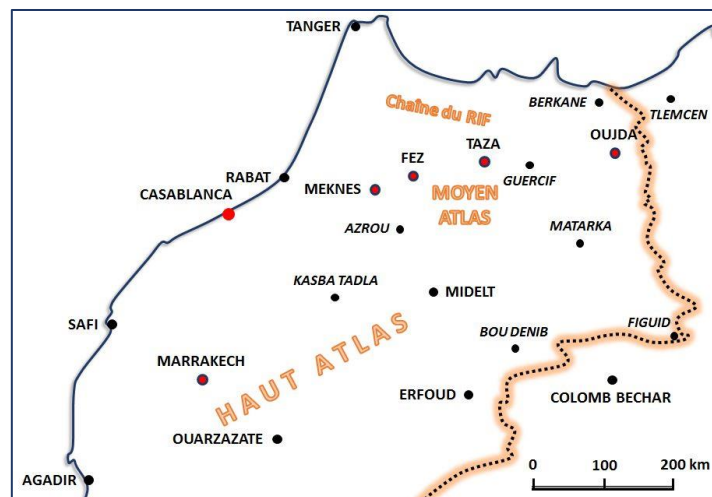 TANGER
Chaîne du RIF
BERKANE
TLEMCEN
OUJDA
TAZA
FEZ
GUERCIF
RABAT
MEKNES
CASABLANCA
MOYEN
ATLAS
AZROU
MATARKA
KASBA TADLA
MIDELT
SAFI
FIGUID
HAUT ATLAS
BOU DENIB
MARRAKECH
ERFOUD
COLOMB BECHAR
OUARZAZATE
AGADIR
0 100 200 km